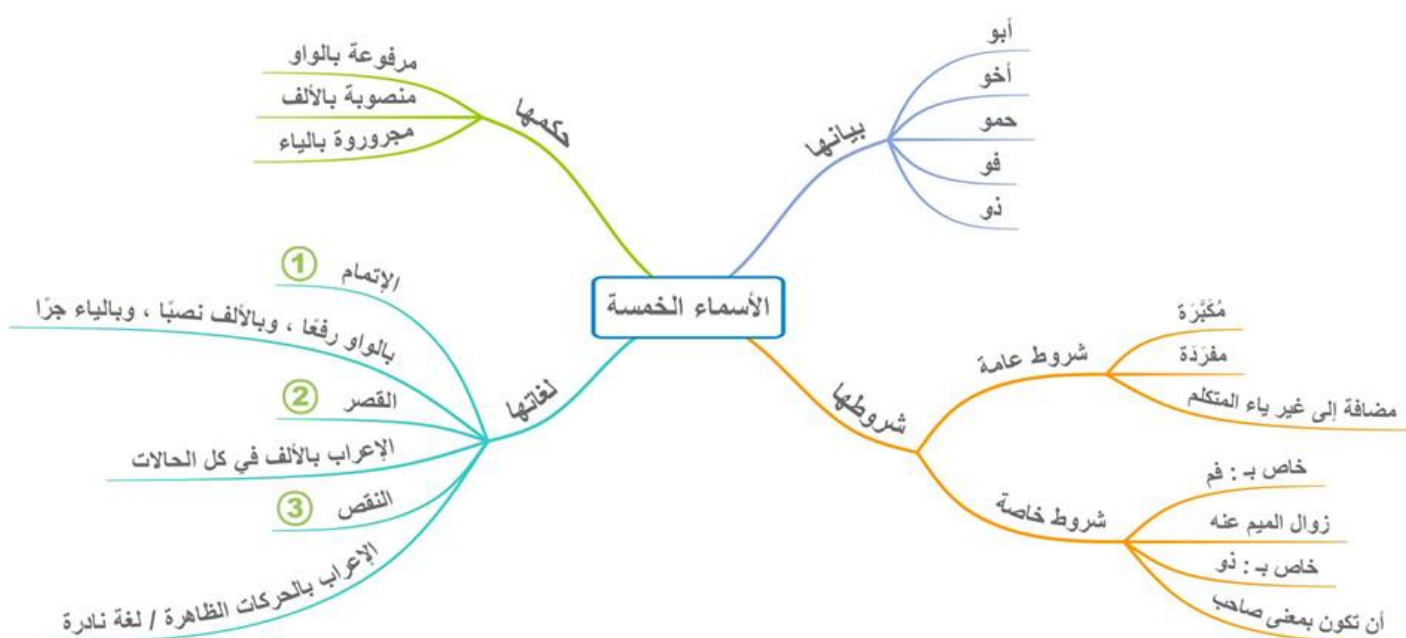 الأسماء الخمسة
بيانها
أبو
أخو
حمو
فو
ذو
شروطها
شروط عامة
مُكَبَّرَة
مفرَدَة
مضافة إلى غير ياء المتكلم
شروط خاصة
خاص بـ : فم
زوال الميم عنه
خاص بـ : ذو
أن تكون بمعنى صاحب
حكمها
مرفوعة بالواو
منصوبة بالألف
مجروروة بالياء
لغاتها
الإتمام 1
بالواو رفعًا ، وبالألف نصبًا ، وبالياء جرًا
القصر 2
الإعراب بالألف في كل الحالات
النقص 3
الإعراب بالحركات الظاهرة / لغة نادرة